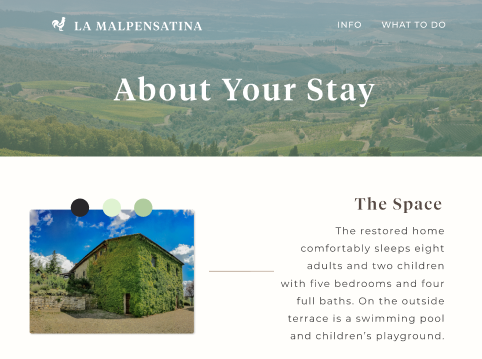 LA MALPENSATINA
INFO
WHAT TO DO
About Your Stay
The Space
The restored home
comfortably sleeps eight
adults and two children
with five bedrooms and four
full baths. On the outside
terrace is a swimming pool
and children's playground.